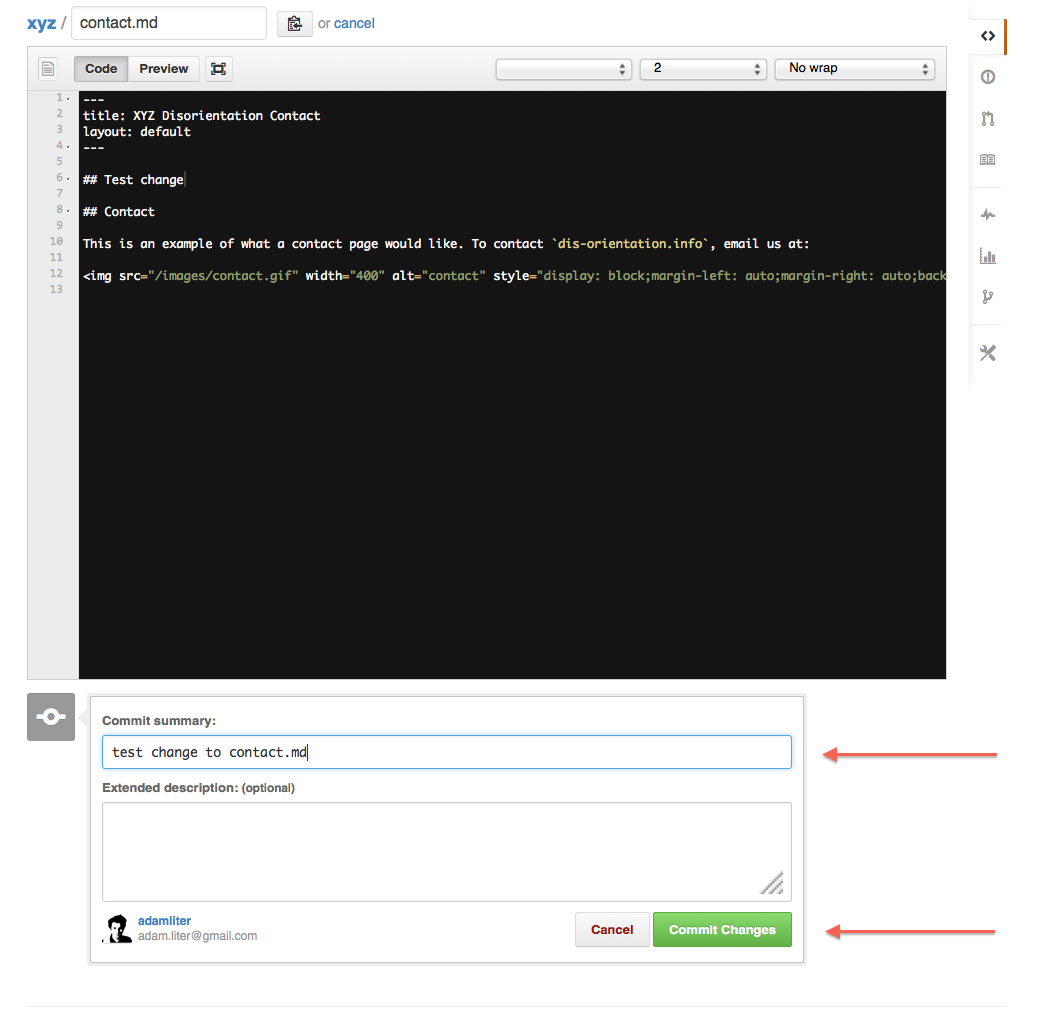 xyz / contact.md or cancel
Code Preview 2 No wrap
1 ---
2 title: XYZ Disorientation Contact
3 layout: default
4 ---
5
6 ## Test change
7
8 ## Contact
9
10 This is an example of what a contact page would like. To contact `dis-orientation.info`, email us at:
11
12 <img src="/images/contact.gif" width="400" alt="contact" style="display: block;margin-left: auto;margin-right: auto;back
13
Commit summary:
test change to contact.md
Extended description: (optional)
adamliter
adam.liter@gmail.com
Cancel Commit Changes